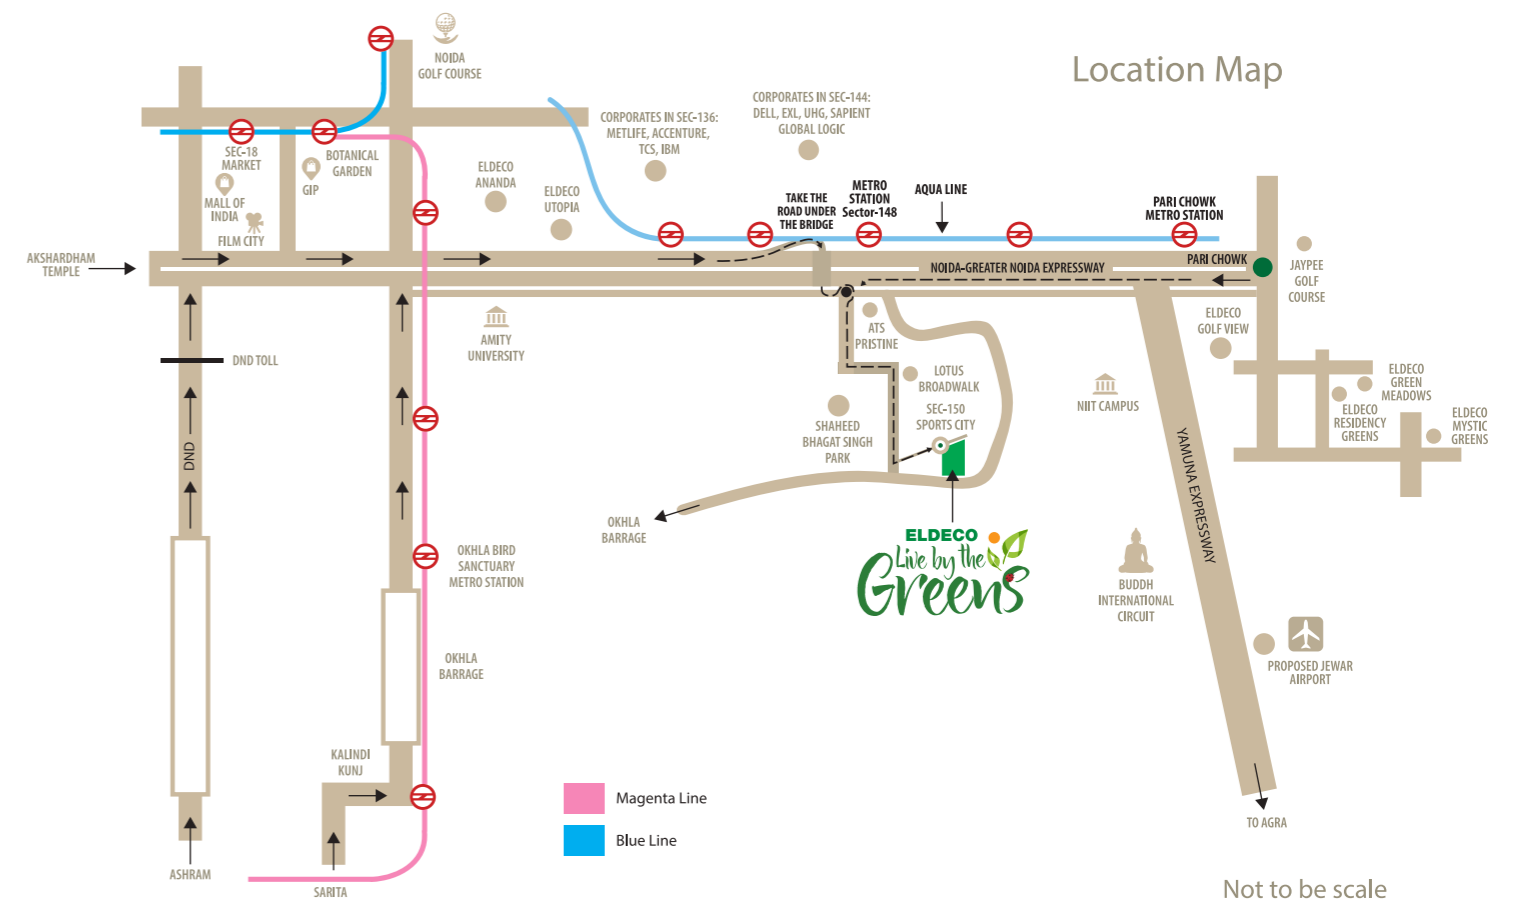 Location Map
NOIDA
GOLF COURSE
CORPORATES IN SEC-136:
METLIFE, ACCENTURE,
TCS, IBM
CORPORATES IN SEC-144:
DELL, EXL, UHG, SAPIENT
GLOBAL LOGIC
SEC-18
MARKET
BOTANICAL
GARDEN
GIP
MALL OF
INDIA
FILM CITY
ELDECO
ANANDA
ELDECO
UTOPIA
TAKE THE
ROAD UNDER
THE BRIDGE
METRO
STATION
Sector-148
AQUA LINE
PARI CHOWK
METRO STATION
AKSHARDHAM
TEMPLE
NOIDA-GREATER NOIDA EXPRESSWAY
PARI CHOWK
JAYPEE
GOLF
COURSE
AMITY
UNIVERSITY
ATS
PRISTINE
ELDECO
GOLF VIEW
DND TOLL
LOTUS
BROADWALK
NIIT CAMPUS
ELDECO
GREEN
MEADOWS
ELDECO
RESIDENCY
GREENS
ELDECO
MYSTIC
GREENS
SEC-150
SPORTS CITY
SHAHEED
BHAGAT SINGH
PARK
DND
YAMUNA EXPRESSWAY
OKHLA
BARRAGE
ELDECO
Live by the
Greens
OKHLA BIRD
SANCTUARY
METRO STATION
BUDDH
INTERNATIONAL
CIRCUIT
OKHLA
BARRAGE
PROPOSED JEWAR
AIRPORT
KALINDI
KUNJ
Magenta Line
Blue Line
TO AGRA
ASHRAM
SARITA
Not to be scale